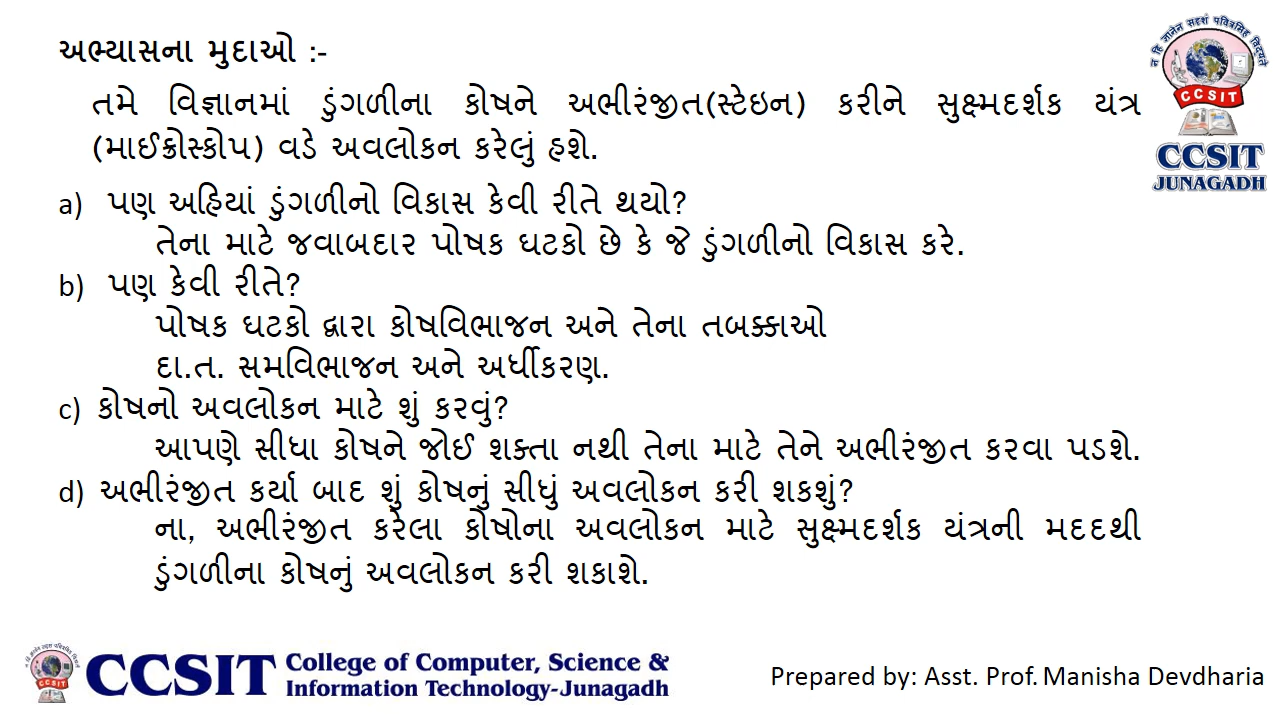 અભ્યાસના મુદાઓ :-
તમે વિજ્ઞાનમાં ડુંગળીના કોષને અભીરંજીત(સ્ટેઇન) કરીને સુક્ષ્મદર્શક યંત્ર
(માઈક્રોસ્કોપ) વડે અવલોકન કરેલું હશે.
a) પણ અહિયાં ડુંગળીનો વિકાસ કેવી રીતે થયો?
તેના માટે જવાબદાર પોષક ઘટકો છે કે જે ડુંગળીનો વિકાસ કરે.
b) પણ કેવી રીતે?
પોષક ઘટકો દ્વારા કોષવિભાજન અને તેના તબક્કાઓ
દા.ત. સમવિભાજન અને અર્ધીકરણ.
c) કોષનો અવલોકન માટે શું કરવું?
આપણે સીધા કોષને જોઈ શક્તા નથી તેના માટે તેને અભીરંજીત કરવા પડશે.
d) અભીરંજીત કર્યા બાદ શું કોષનું સીધું અવલોકન કરી શકશું?
ના, અભીરંજીત કરેલા કોષોના અવલોકન માટે સુક્ષ્મદર્શક યંત્રની મદદથી
ડુંગળીના કોષનું અવલોકન કરી શકાશે.
न हि ज्ञानेन सदृशं पवित्रमिह विद्यते
CCSIT
CCSIT
JUNAGADH
CCSIT
CCSIT College of Computer, Science &
Information Technology-Junagadh
Prepared by: Asst. Prof. Manisha Devdharia